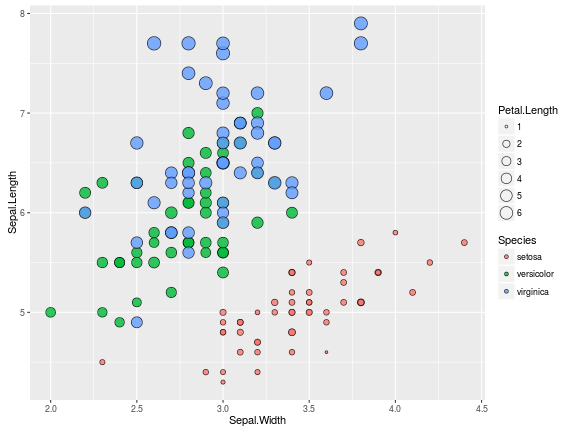 8
7
6
5
Sepal.Length
2.0 2.5 3.0 3.5 4.0 4.5
Sepal.Width
Petal.Length
1
2
3
4
5
6
Species
setosa
versicolor
virginica